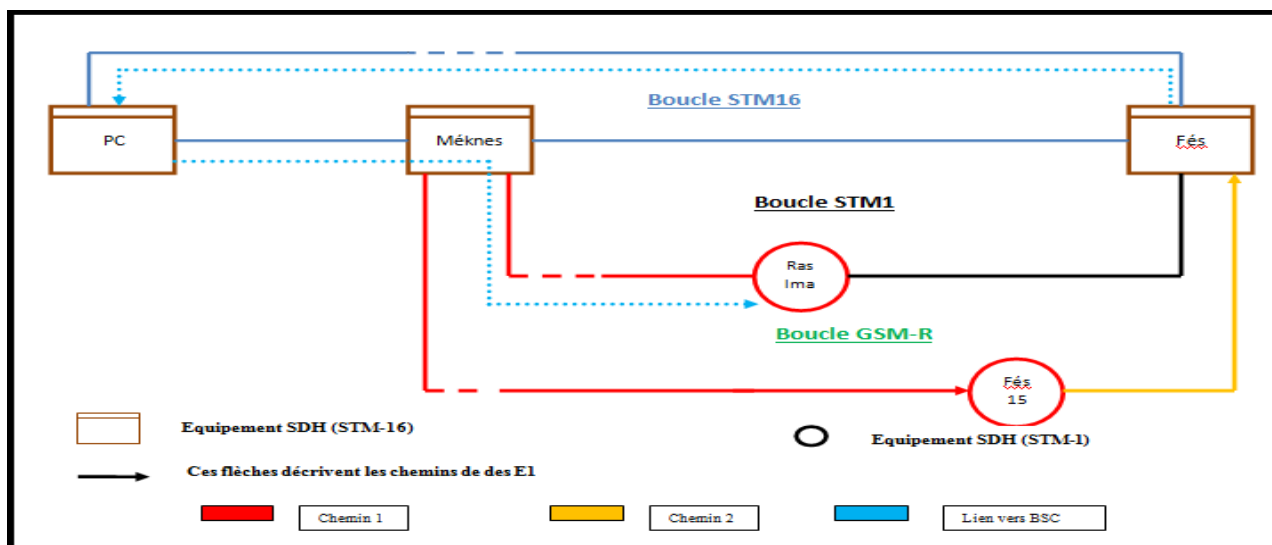 Boucle STM16
PC
Méknes
Fés
Boucle STM1
Ras
Ima
Boucle GSM-R
Fés
15
Equipement SDH (STM-16)
Equipement SDH (STM-1)
Ces flèches décrivent les chemins de des E1
Chemin 1
Chemin 2
Lien vers BSC